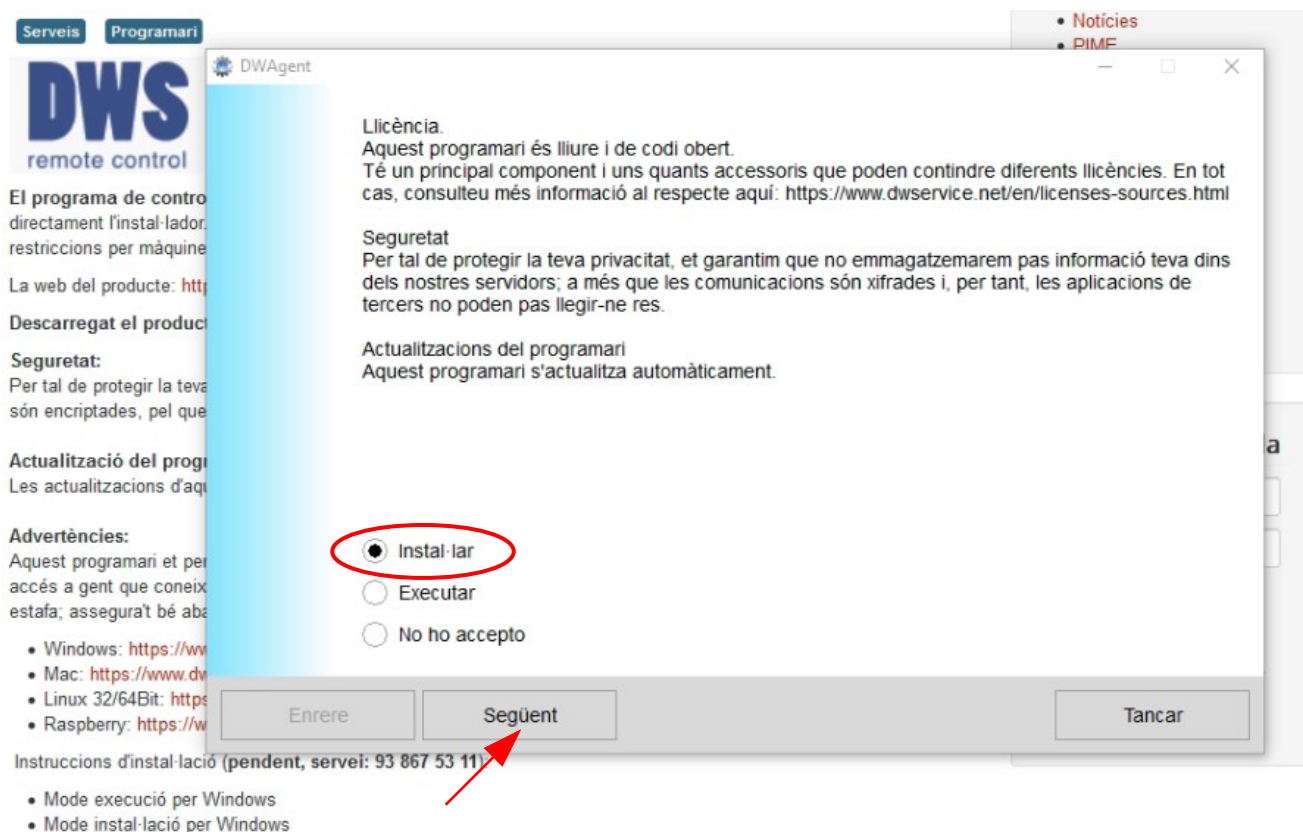 Serveis Programari
DWS
remote control
El programa de contro
directament l'instal·lador.
restriccions per màquine
La web del producte: http
Descarregat el product
Seguretat:
Per tal de protegir la teva
són encriptades, pel que
Actualització del progr
Les actualitzacions d'aqu
Advertències:
Aquest programari et per
accés a gent que coneix
estafa; assegura't bé aba
• Windows: https://ww
• Mac: https://www.dw
• Linux 32/64Bit: https
• Raspberry: https://w
Instruccions d'instal·lació (pendent, servei: 93 867 53 11):
• Mode execució per Windows
• Mode instal·lació per Windows
• Notícies
• PIME
a
DWAgent
Llicència.
Aquest programari és lliure i de codi obert.
Té un principal component i uns quants accessoris que poden contindre diferents llicències. En tot
cas, consulteu més informació al respecte aquí: https://www.dwservice.net/en/licenses-sources.html
Seguretat
Per tal de protegir la teva privacitat, et garantim que no emmagatzemarem pas informació teva dins
dels nostres servidors; a més que les comunicacions són xifrades i, per tant, les aplicacions de
tercers no poden pas llegir-ne res.
Actualitzacions del programari
Aquest programari s'actualitza automàticament.
Instal·lar
Executar
No ho accepto
Enrere
Següent
Tancar